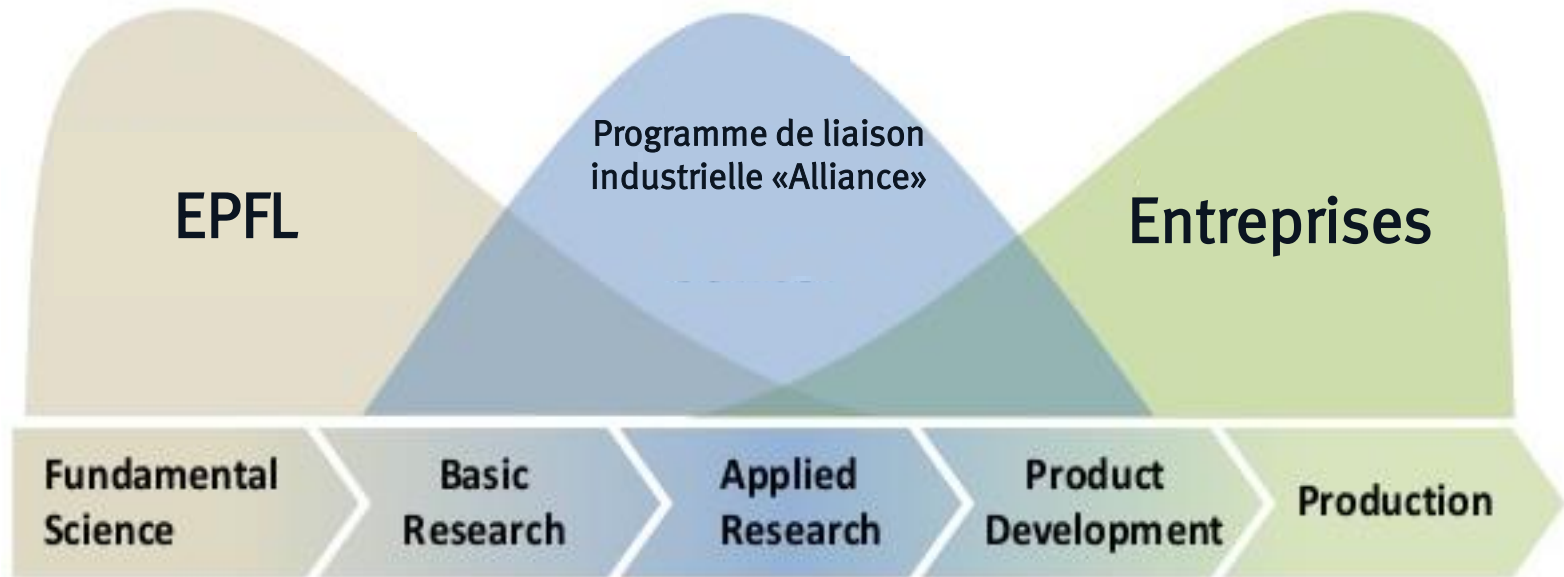 Programme de liaison
industrielle «Alliance»
EPFL
Entreprises
Fundamental
Science
Basic
Research
Applied
Research
Product
Development
Production